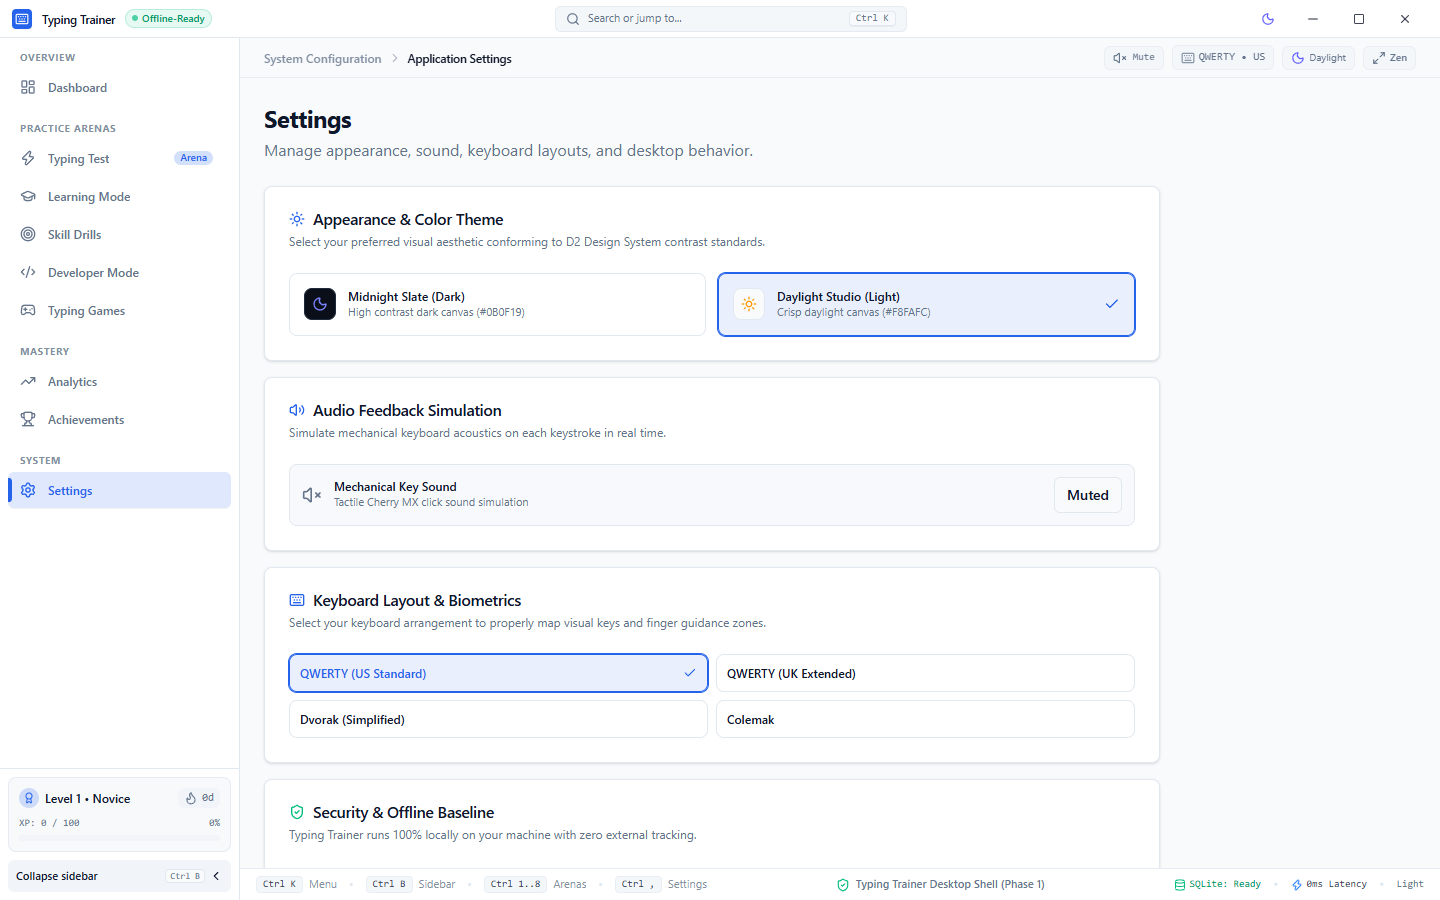 Typing Trainer
Offline-Ready
Search or jump to...
Ctrl K
OVERVIEW
Dashboard
PRACTICE ARENAS
Typing Test
Arena
Learning Mode
Skill Drills
Developer Mode
Typing Games
MASTERY
Analytics
Achievements
SYSTEM
Settings
Level 1 • Novice
0d
XP: 0 / 100
0%
Collapse sidebar
Ctrl B
System Configuration
Application Settings
Mute
QWERTY • US
Daylight
Zen
Settings
Manage appearance, sound, keyboard layouts, and desktop behavior.
Appearance & Color Theme
Select your preferred visual aesthetic conforming to D2 Design System contrast standards.
Midnight Slate (Dark)
High contrast dark canvas (#0B0F19)
Daylight Studio (Light)
Crisp daylight canvas (#F8FAFC)
Audio Feedback Simulation
Simulate mechanical keyboard acoustics on each keystroke in real time.
Mechanical Key Sound
Tactile Cherry MX click sound simulation
Muted
Keyboard Layout & Biometrics
Select your keyboard arrangement to properly map visual keys and finger guidance zones.
QWERTY (US Standard)
QWERTY (UK Extended)
Dvorak (Simplified)
Colemak
Security & Offline Baseline
Typing Trainer runs 100% locally on your machine with zero external tracking.
Ctrl K
Menu
Ctrl B
Sidebar
Ctrl 1..8
Arenas
Ctrl ,
Settings
Typing Trainer Desktop Shell (Phase 1)
SQLite: Ready
0ms Latency
Light